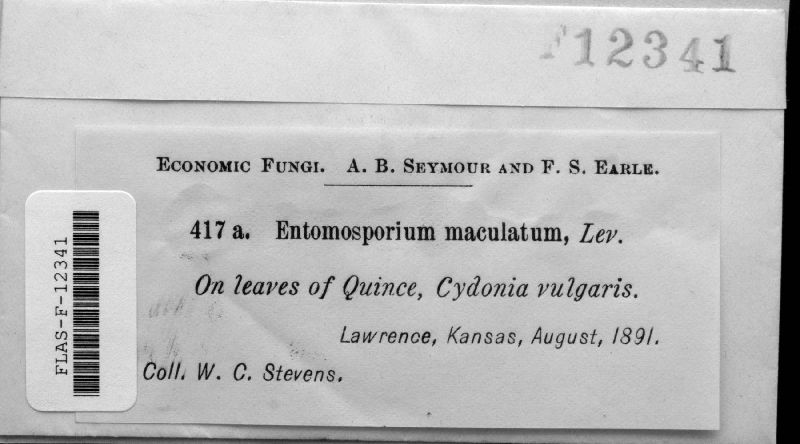 F12341
ECONOMIC FUNGI. A. B. SEYMOUR AND F. S. EARLE.
417 a. Entomosporium maculatum, Lev.
On leaves of Quince, Cydonia vulgaris.
Lawrence, Kansas, August, 1891.
Coll. W. C. Stevens.
FLAS-F-12341